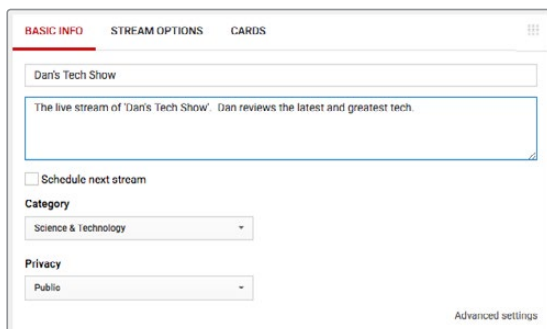 BASIC INFO STREAM OPTIONS CARDS
Dan's Tech Show
The live stream of 'Dan's Tech Show'. Dan reviews the latest and greatest tech.
Schedule next stream
Category
Science & Technology
Privacy
Public
Advanced settings